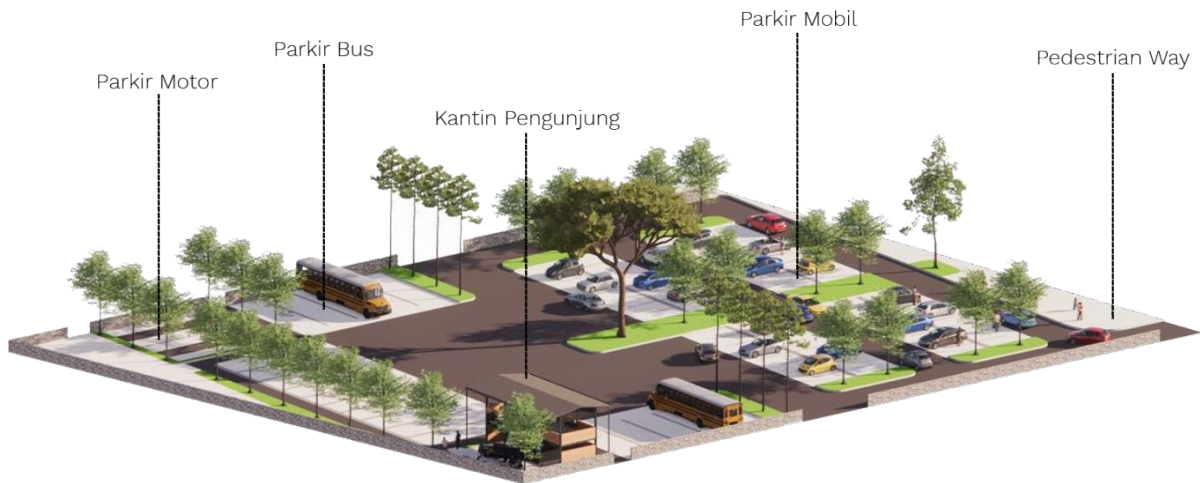 Parkir Mobil
Parkir Bus
Pedestrian Way
Parkir Motor
Kantin Pengunjung